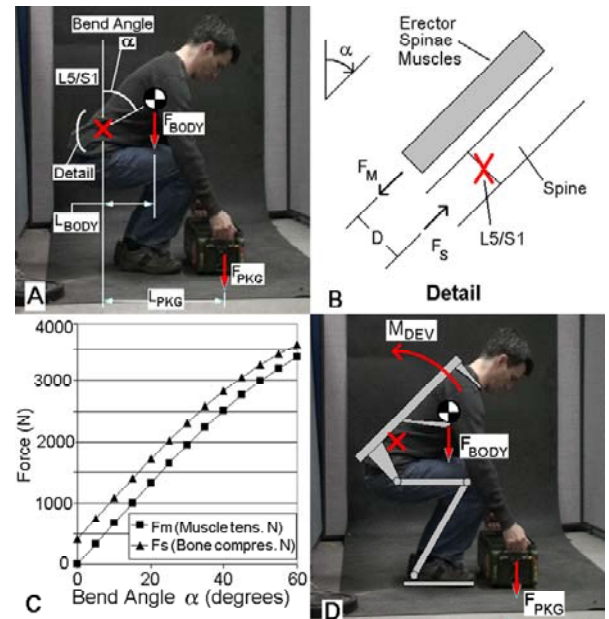 Bend Angle
α
L5/S1
F_BODY
Detail
L_BODY
F_PKG
L_PKG
A
α
Erector
Spinae
Muscles
F_M
D
F_S
L5/S1
Spine
B
Detail
Force (N)
4000
3000
2000
1000
0
Fm (Muscle tens. N)
Fs (Bone compres. N)
0
20
40
60
C
Bend Angle α (degrees)
M_DEV
F_BODY
F_PKG
D